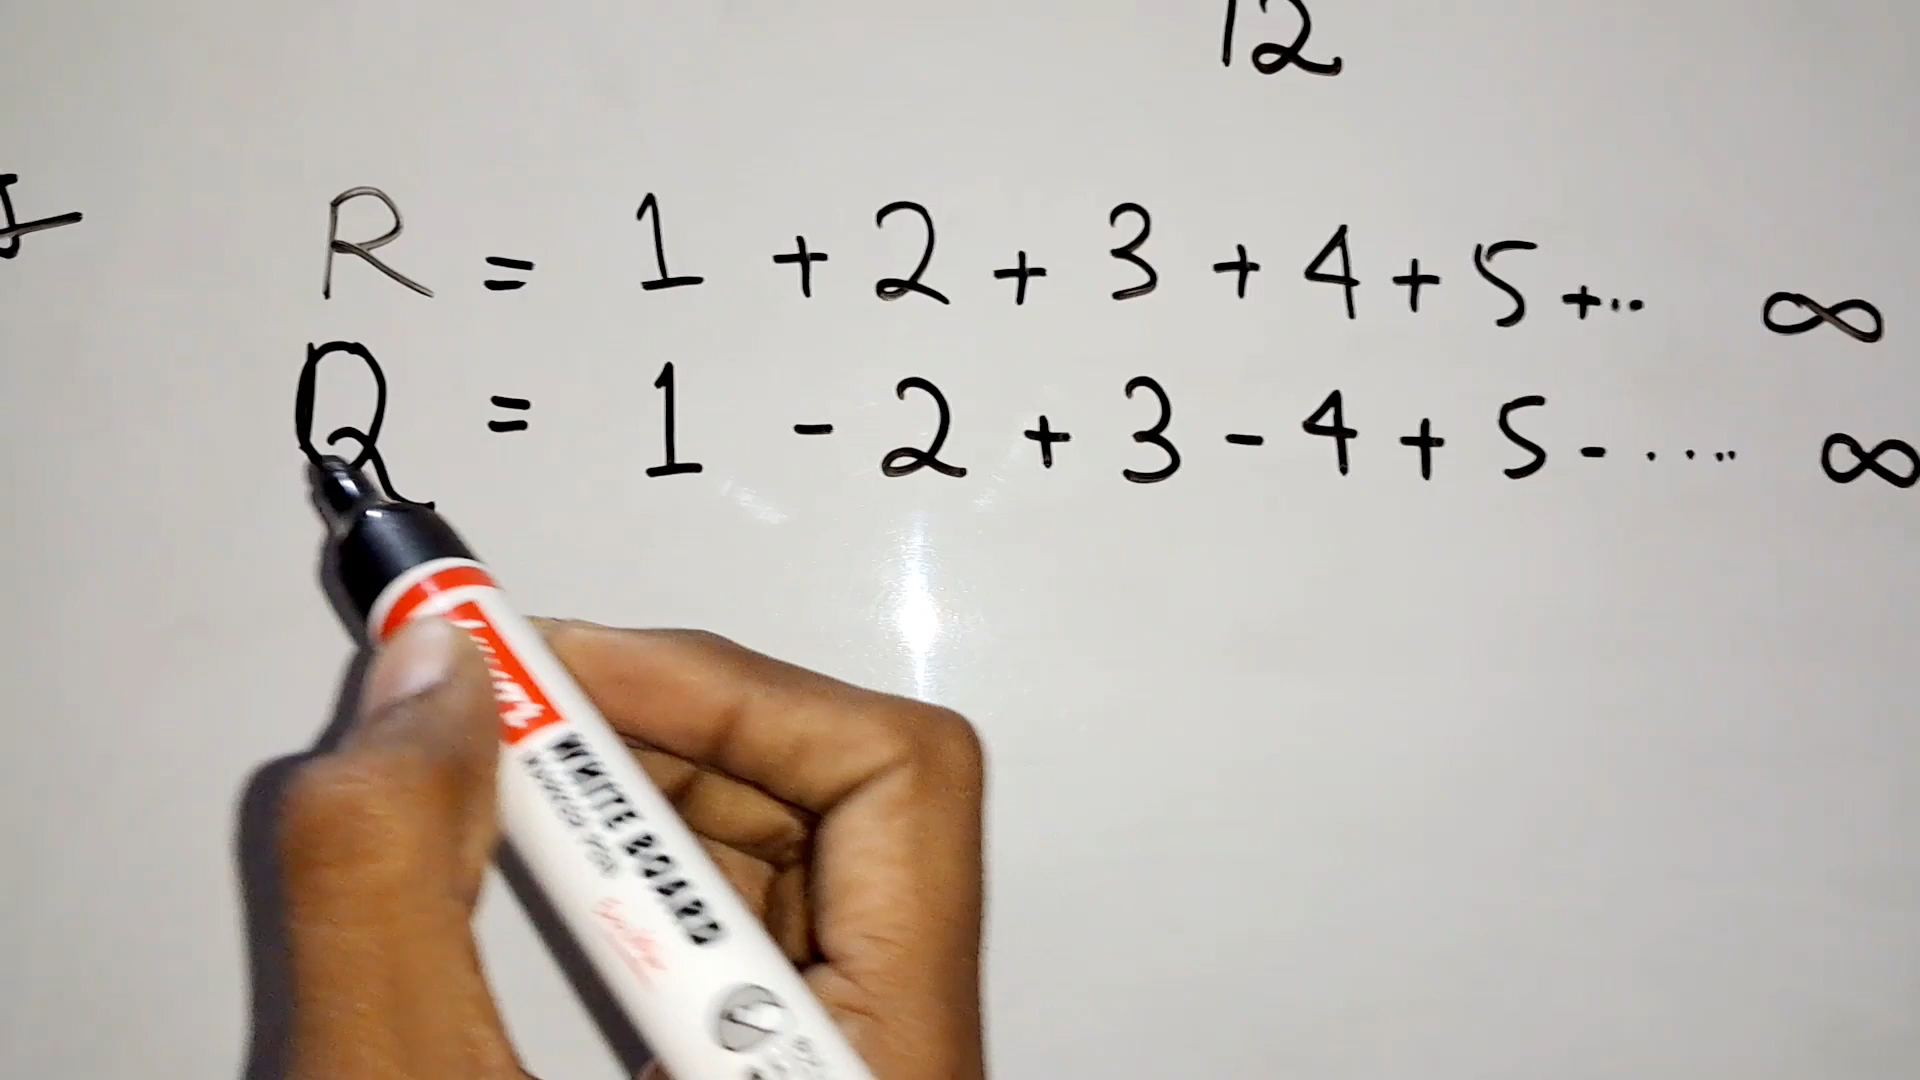 12
R = 1 + 2 + 3 + 4 + 5 +... ∞
Q = 1 - 2 + 3 - 4 + 5 - ..... ∞
WHITE BOARD